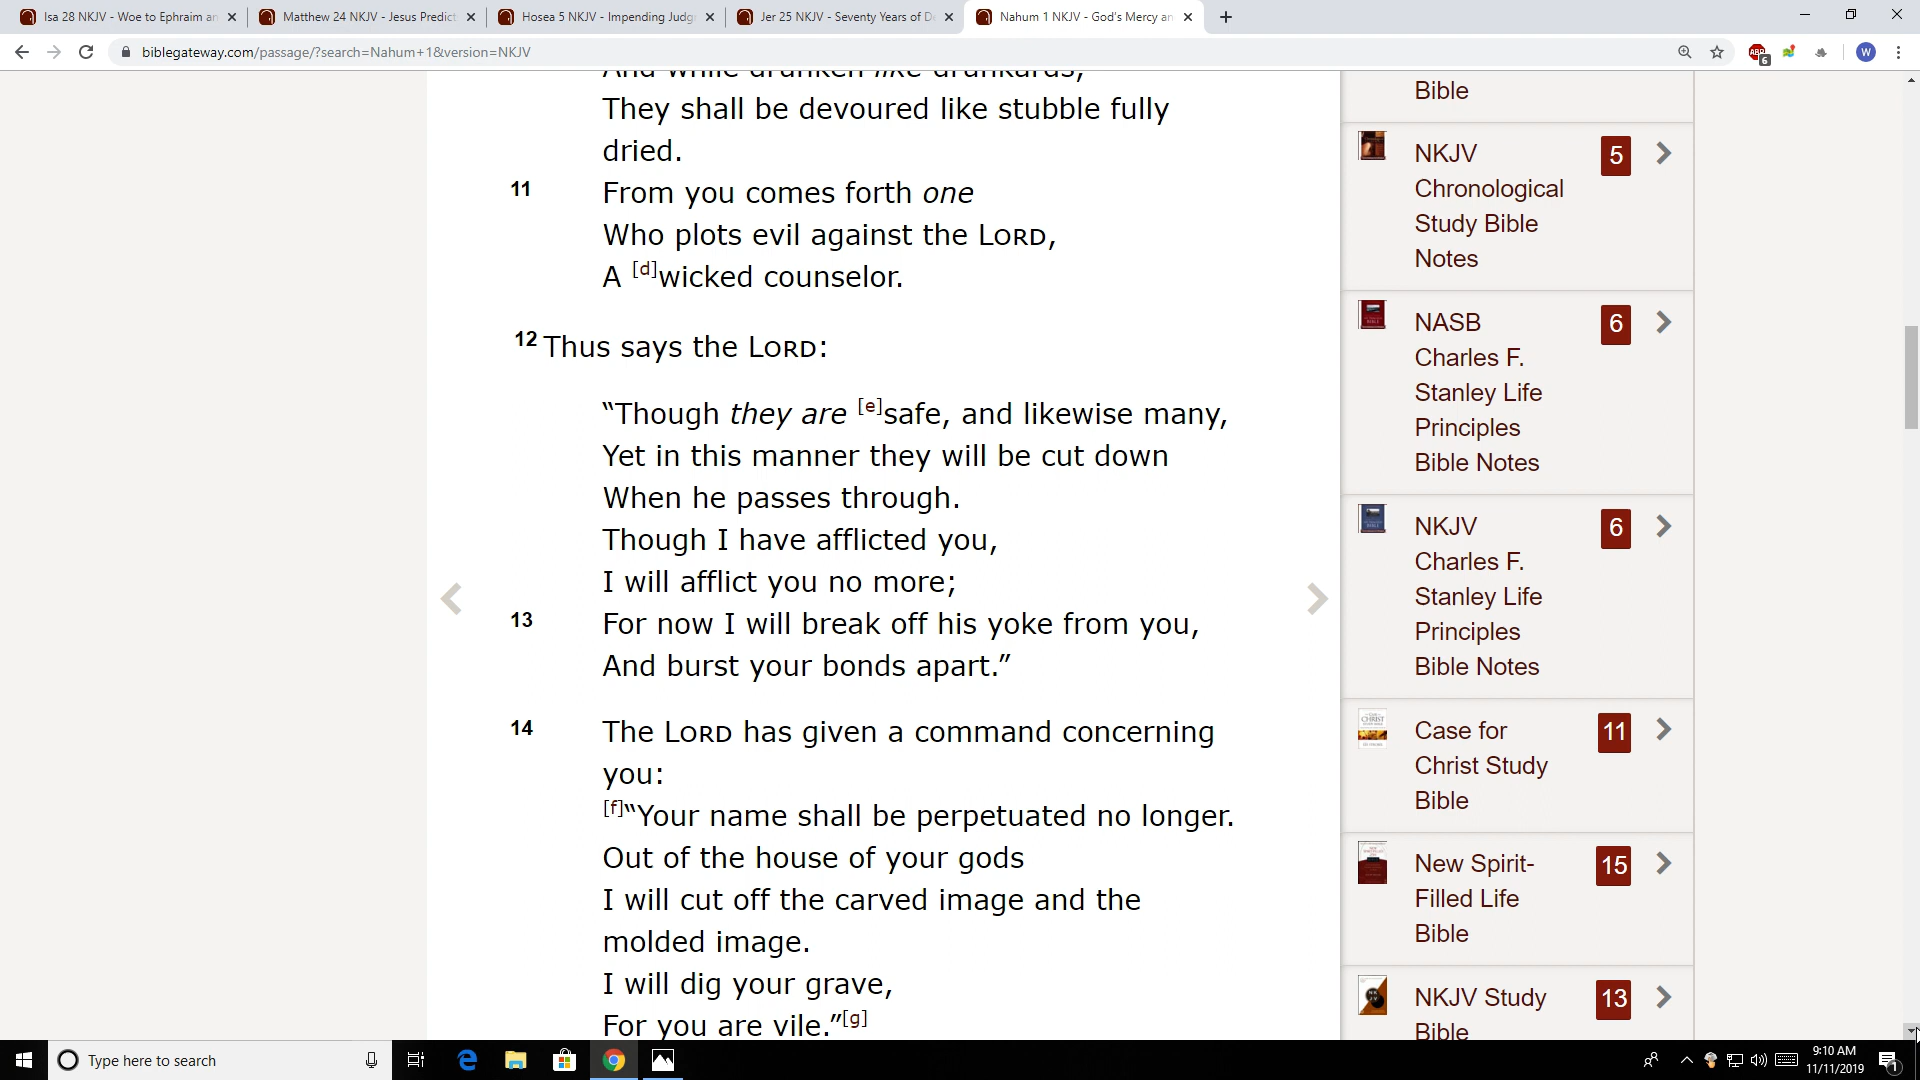 Isa 28 NKJV - Woe to Ephraim an
Matthew 24 NKJV - Jesus Predict
Hosea 5 NKJV - Impending Judg
Jer 25 NKJV - Seventy Years of D
Nahum 1 NKJV - God's Mercy an
biblegateway.com/passage/?search=Nahum+1&version=NKJV
ABP
6
W
And while drunken like drunkards,
They shall be devoured like stubble fully
dried.
11 From you comes forth one
Who plots evil against the LORD,
A [d]wicked counselor.
12 Thus says the LORD:
“Though they are [e]safe, and likewise many,
Yet in this manner they will be cut down
When he passes through.
Though I have afflicted you,
I will afflict you no more;
13 For now I will break off his yoke from you,
And burst your bonds apart.”
14 The LORD has given a command concerning
you:
[f]“Your name shall be perpetuated no longer.
Out of the house of your gods
I will cut off the carved image and the
molded image.
I will dig your grave,
For you are vile.”[g]
Bible
NKJV 5
Chronological
Study Bible
Notes
NASB 6
Charles F.
Stanley Life
Principles
Bible Notes
NKJV 6
Charles F.
Stanley Life
Principles
Bible Notes
Case for 11
Christ Study
Bible
New Spirit- 15
Filled Life
Bible
NKJV Study 13
Bible
Type here to search
9:10 AM
11/11/2019
1